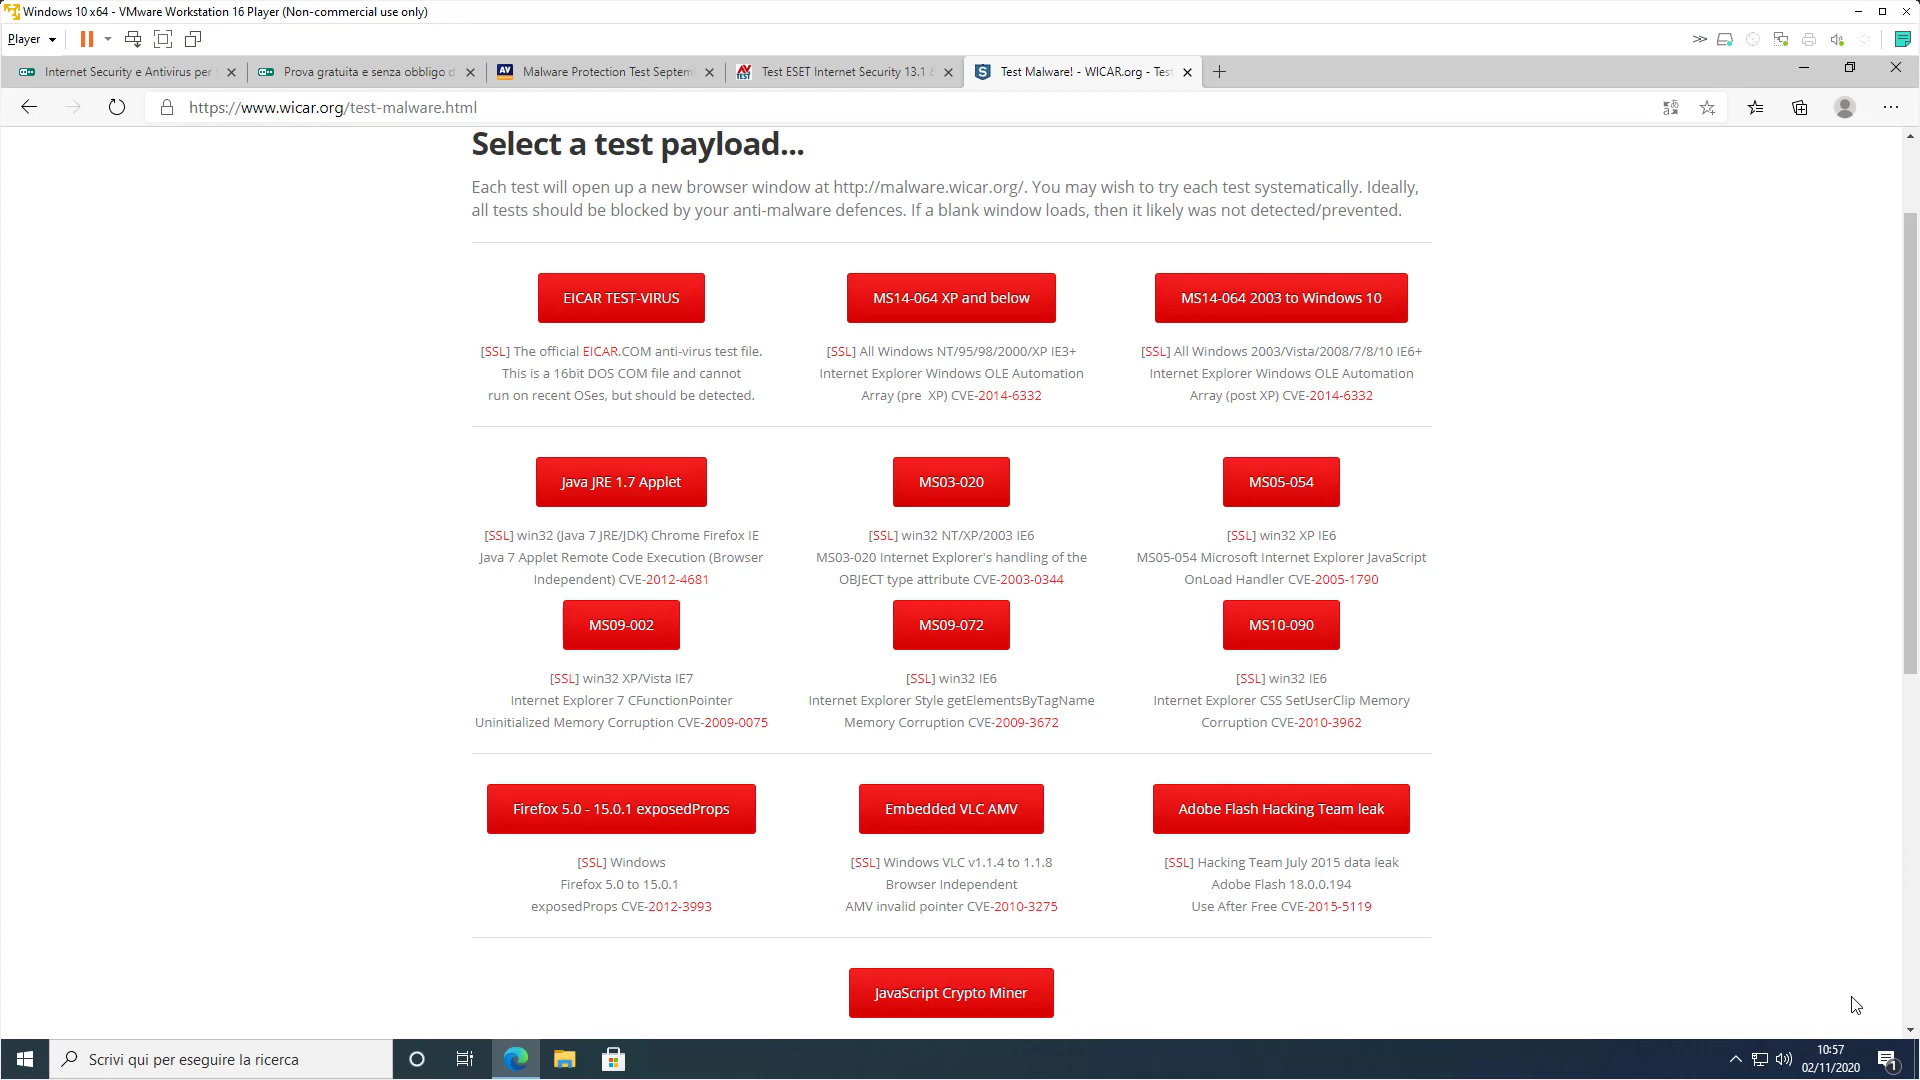 Windows 10 x64 - VMware Workstation 16 Player (Non-commercial use only)
Player
Internet Security e Antivirus per
Prova gratuita e senza obbligo d
Malware Protection Test Septem
Test ESET Internet Security 13.1 &
Test Malware! - WICAR.org - Test
https://www.wicar.org/test-malware.html
Select a test payload...
Each test will open up a new browser window at http://malware.wicar.org/. You may wish to try each test systematically. Ideally,
all tests should be blocked by your anti-malware defences. If a blank window loads, then it likely was not detected/prevented.
EICAR TEST-VIRUS
[SSL] The official EICAR.COM anti-virus test file.
This is a 16bit DOS COM file and cannot
run on recent OSes, but should be detected.
MS14-064 XP and below
[SSL] All Windows NT/95/98/2000/XP IE3+
Internet Explorer Windows OLE Automation
Array (pre XP) CVE-2014-6332
MS14-064 2003 to Windows 10
[SSL] All Windows 2003/Vista/2008/7/8/10 IE6+
Internet Explorer Windows OLE Automation
Array (post XP) CVE-2014-6332
Java JRE 1.7 Applet
[SSL] win32 (Java 7 JRE/JDK) Chrome Firefox IE
Java 7 Applet Remote Code Execution (Browser
Independent) CVE-2012-4681
MS03-020
[SSL] win32 NT/XP/2003 IE6
MS03-020 Internet Explorer's handling of the
OBJECT type attribute CVE-2003-0344
MS05-054
[SSL] win32 XP IE6
MS05-054 Microsoft Internet Explorer JavaScript
OnLoad Handler CVE-2005-1790
MS09-002
[SSL] win32 XP/Vista IE7
Internet Explorer 7 CFunctionPointer
Uninitialized Memory Corruption CVE-2009-0075
MS09-072
[SSL] win32 IE6
Internet Explorer Style getElementsByTagName
Memory Corruption CVE-2009-3672
MS10-090
[SSL] win32 IE6
Internet Explorer CSS SetUserClip Memory
Corruption CVE-2010-3962
Firefox 5.0 - 15.0.1 exposedProps
[SSL] Windows
Firefox 5.0 to 15.0.1
exposedProps CVE-2012-3993
Embedded VLC AMV
[SSL] Windows VLC v1.1.4 to 1.1.8
Browser Independent
AMV invalid pointer CVE-2010-3275
Adobe Flash Hacking Team leak
[SSL] Hacking Team July 2015 data leak
Adobe Flash 18.0.0.194
Use After Free CVE-2015-5119
JavaScript Crypto Miner
Scrivi qui per eseguire la ricerca
10:57
02/11/2020
1